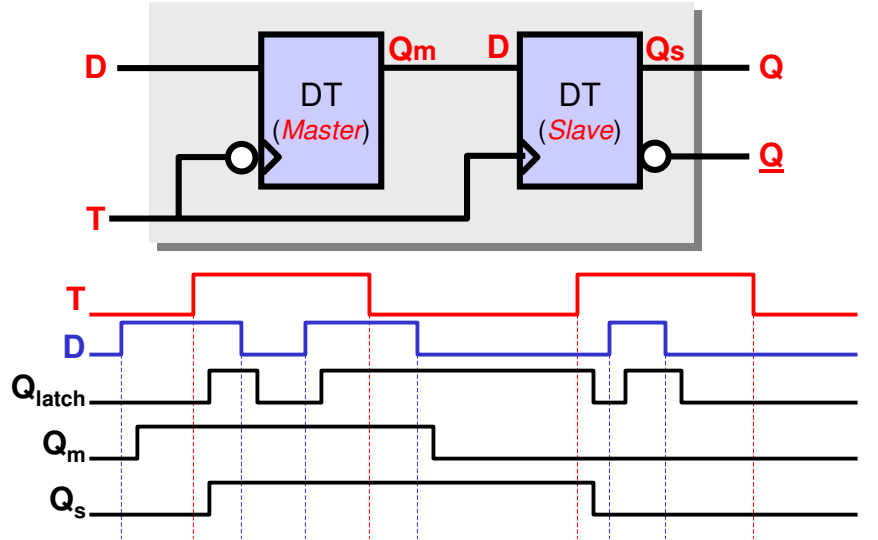 D Qm D Qs Q
DT DT
(Master) (Slave)
Q
T
T
D
Qlatch
Qm
Qs